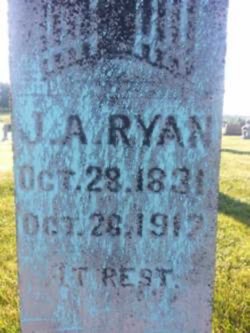 J.A.RYAN
OCT.28.1831
OCT.26.1912
AT REST.